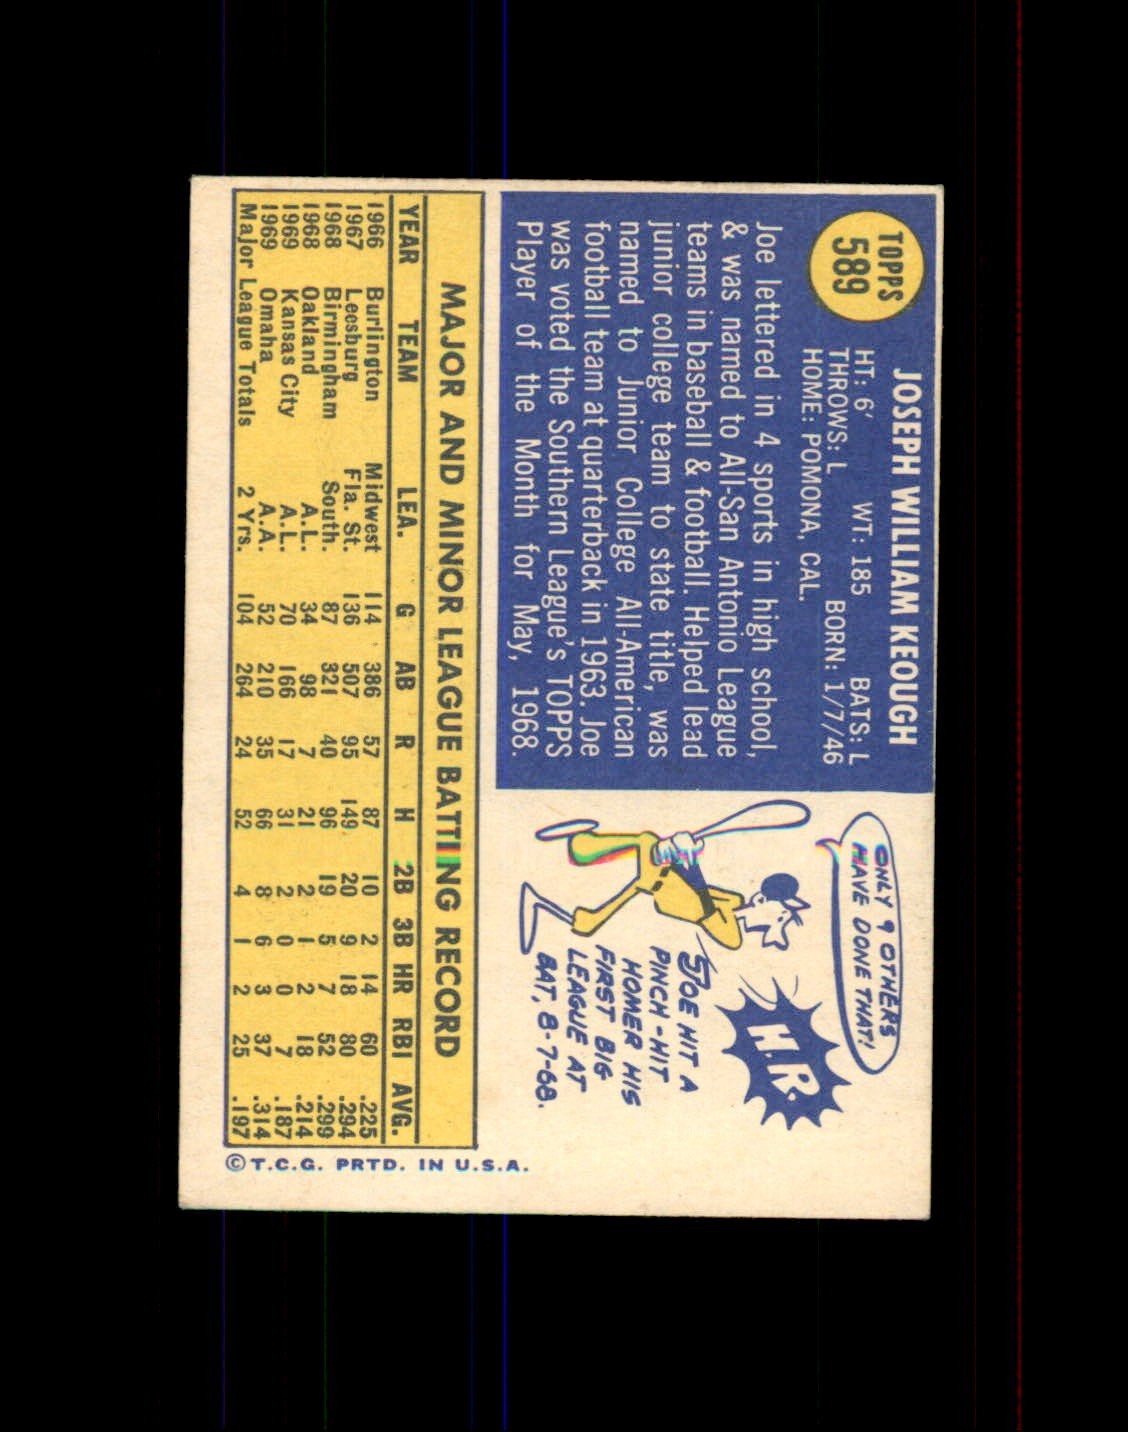 TOPPS
589
JOSEPH WILLIAM KEOUGH
HT: 6' WT: 185 BATS: L
THROWS: L BORN: 1/7/46
HOME: POMONA, CAL.
Joe lettered in 4 sports in high school,
& was named to All-San Antonio League
teams in baseball & football. Helped lead
junior college team to state title, was
named to Junior College All-American
football team at quarterback in 1963. Joe
was voted the Southern League's TOPPS
Player of the Month for May, 1968.
ONLY 9 OTHERS
HAVE DONE THAT!
H.R.
JOE HIT A
PINCH-HIT
HOMER HIS
FIRST BIG
LEAGUE AT
BAT, 8-7-68.
MAJOR AND MINOR LEAGUE BATTING RECORD
YEAR TEAM LEA. G AB R H 2B 3B HR RBI AVG.
1966 Burlington Midwest 114 386 57 87 10 2 14 60 .225
1967 Leesburg Fla. St. 136 507 95 149 20 9 18 80 .294
1968 Birmingham South. 87 321 40 96 19 5 7 52 .299
1968 Oakland A.L. 34 98 7 21 2 1 2 18 .214
1969 Kansas City A.L. 70 166 17 31 2 0 0 7 .187
1969 Omaha A.A. 52 210 35 66 8 6 3 37 .314
Major League Totals 2 Yrs. 104 264 24 52 4 1 2 25 .197
© T.C.G. PRTD. IN U.S.A.